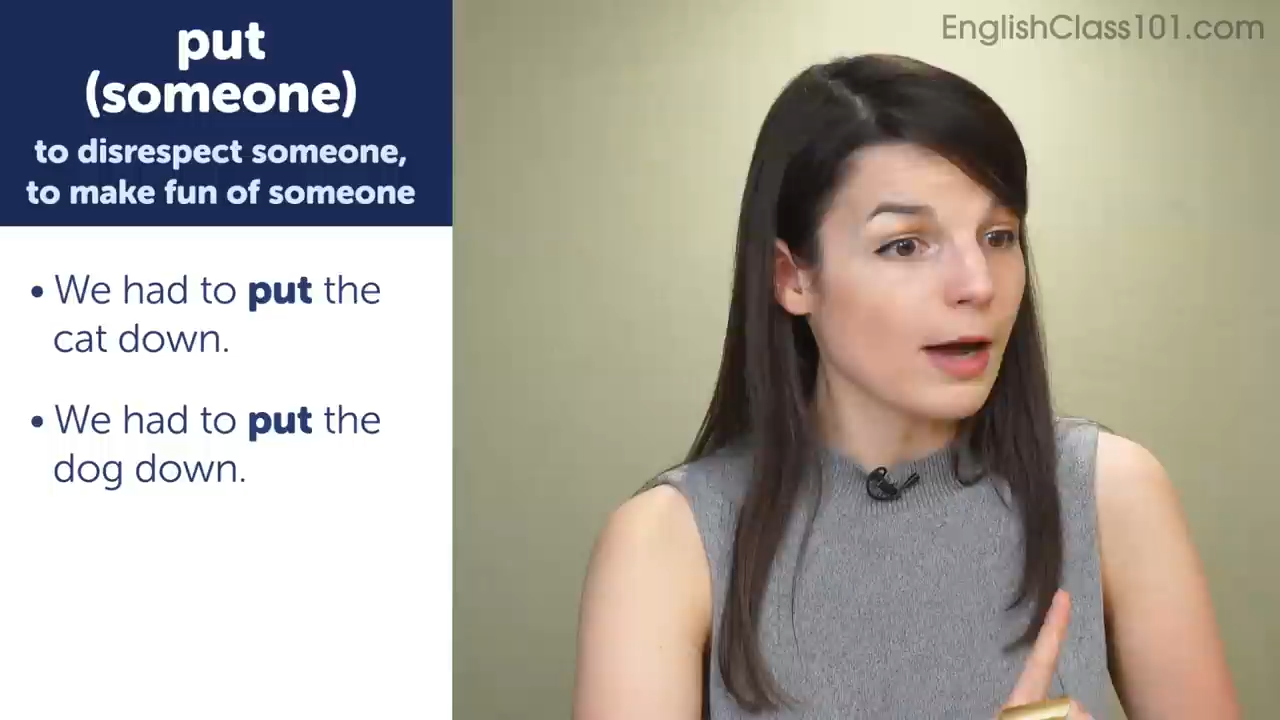 put
(someone)
to disrespect someone,
to make fun of someone
• We had to put the
cat down.
• We had to put the
dog down.
EnglishClass101.com